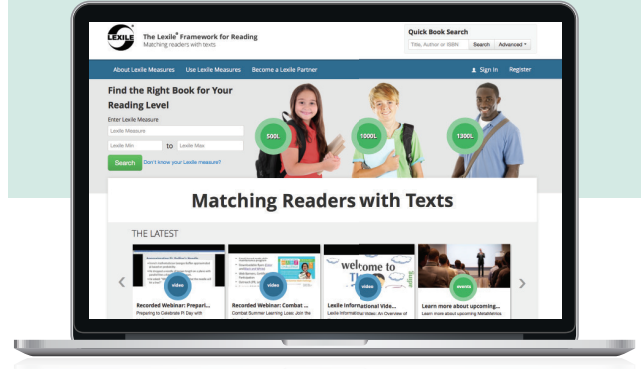 LEXILE
The Lexile® Framework for Reading
Matching readers with texts
Quick Book Search
Title, Author or ISBN Search Advanced
About Lexile Measures Use Lexile Measures Become a Lexile Partner
Sign In Register
Find the Right Book for Your
Reading Level
Enter Lexile Measure
Lexile Measure
Lexile Min to Lexile Max
Search Don't know your Lexile measure?
500L 1000L 1300L
Matching Readers with Texts
THE LATEST
welcome to
video video video events
Recorded Webinar: Prepari... Recorded Webinar: Combat ... Lexile Informational Vide... Learn more about upcoming...
Preparing to Celebrate Pi Day with Combat Summer Learning Loss Join the Lexile Informational Video: An Overview of Learn more about upcoming MetaMetrics